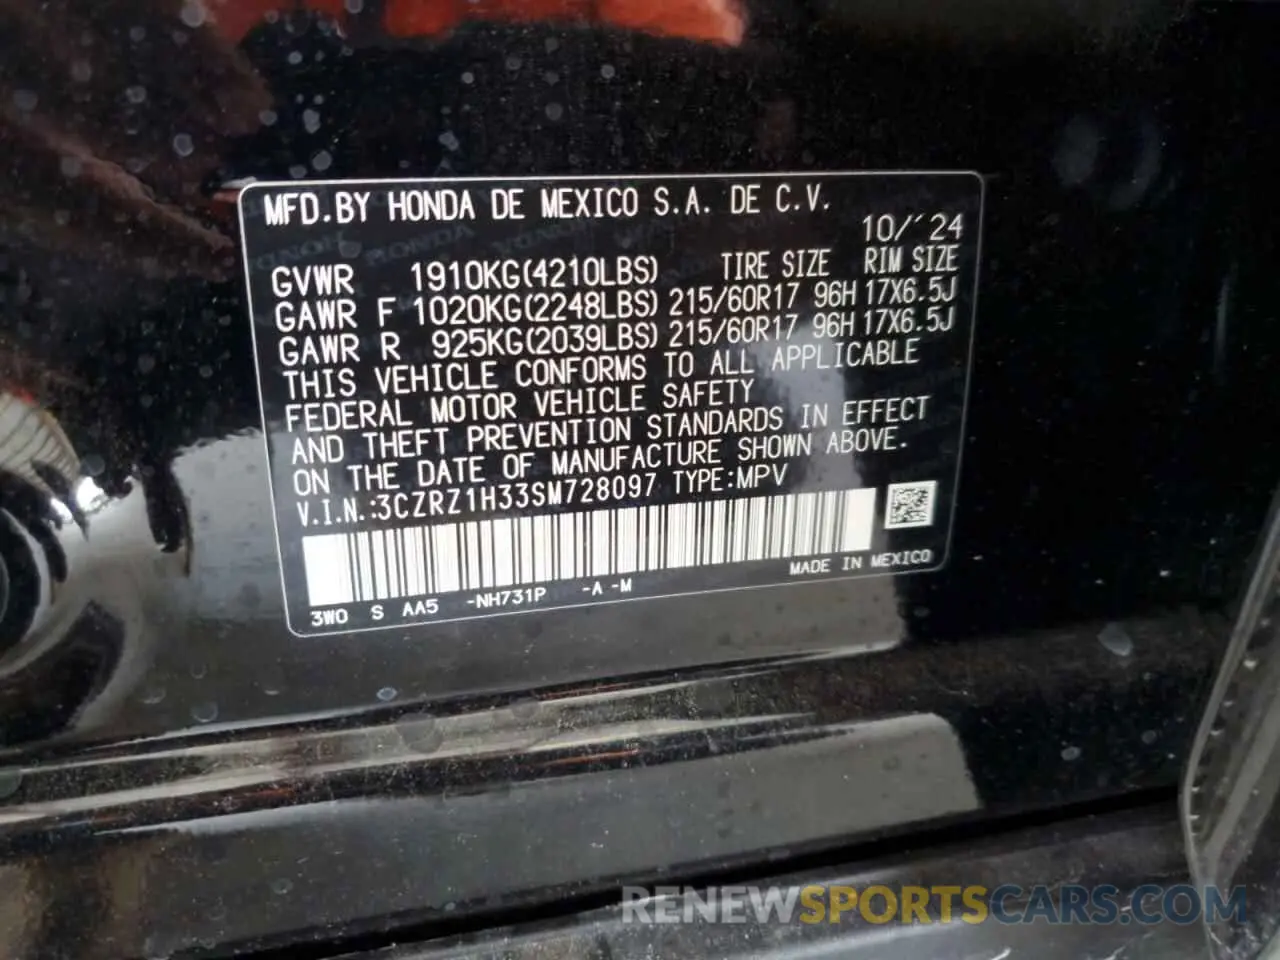 MFD.BY HONDA DE MEXICO S.A. DE C.V.
10/´24
GVWR 1910KG(4210LBS) TIRE SIZE RIM SIZE
GAWR F 1020KG(2248LBS) 215/60R17 96H 17X6.5J
GAWR R 925KG(2039LBS) 215/60R17 96H 17X6.5J
THIS VEHICLE CONFORMS TO ALL APPLICABLE
FEDERAL MOTOR VEHICLE SAFETY
AND THEFT PREVENTION STANDARDS IN EFFECT
ON THE DATE OF MANUFACTURE SHOWN ABOVE.
V.I.N.:3CZRZ1H33SM728097 TYPE:MPV
MADE IN MEXICO
3W0 S AA5 -NH731P -A -M
RENEWSPORTSCARS.COM